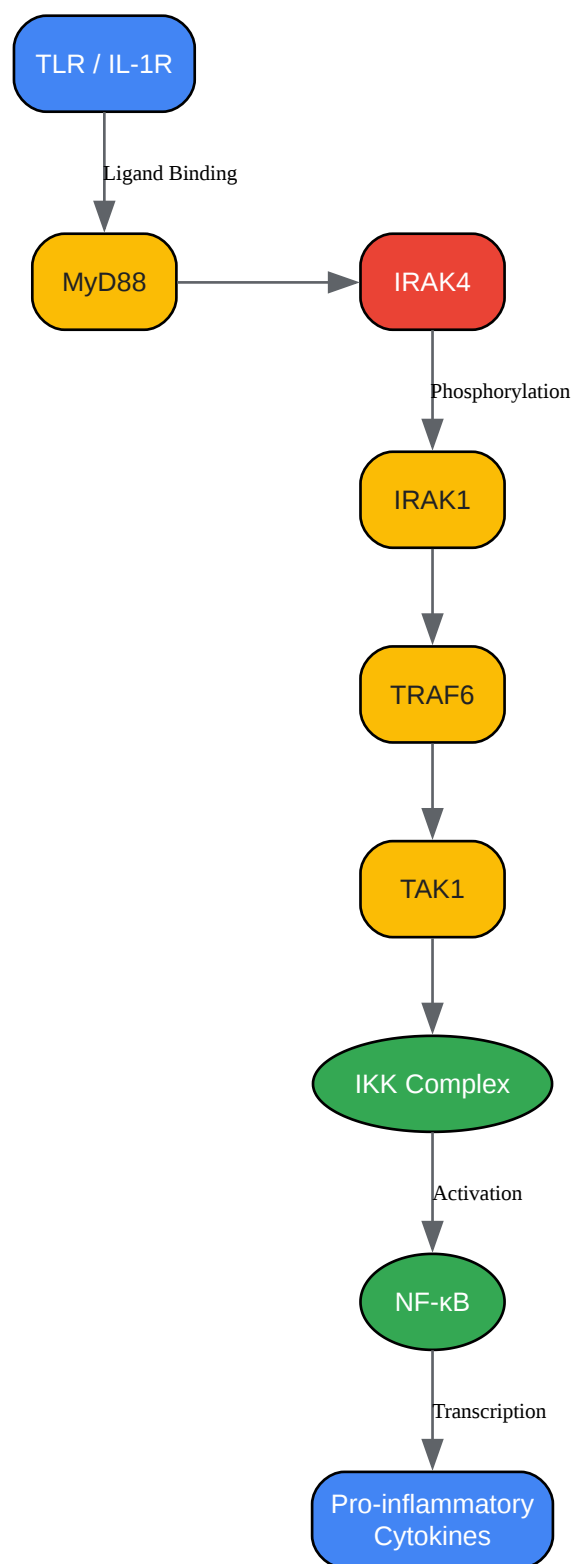 TLR / IL-1R
Ligand Binding
MyD88
IRAK4
Phosphorylation
IRAK1
TRAF6
TAK1
IKK Complex
Activation
NF-κB
Transcription
Pro-inflammatory
Cytokines